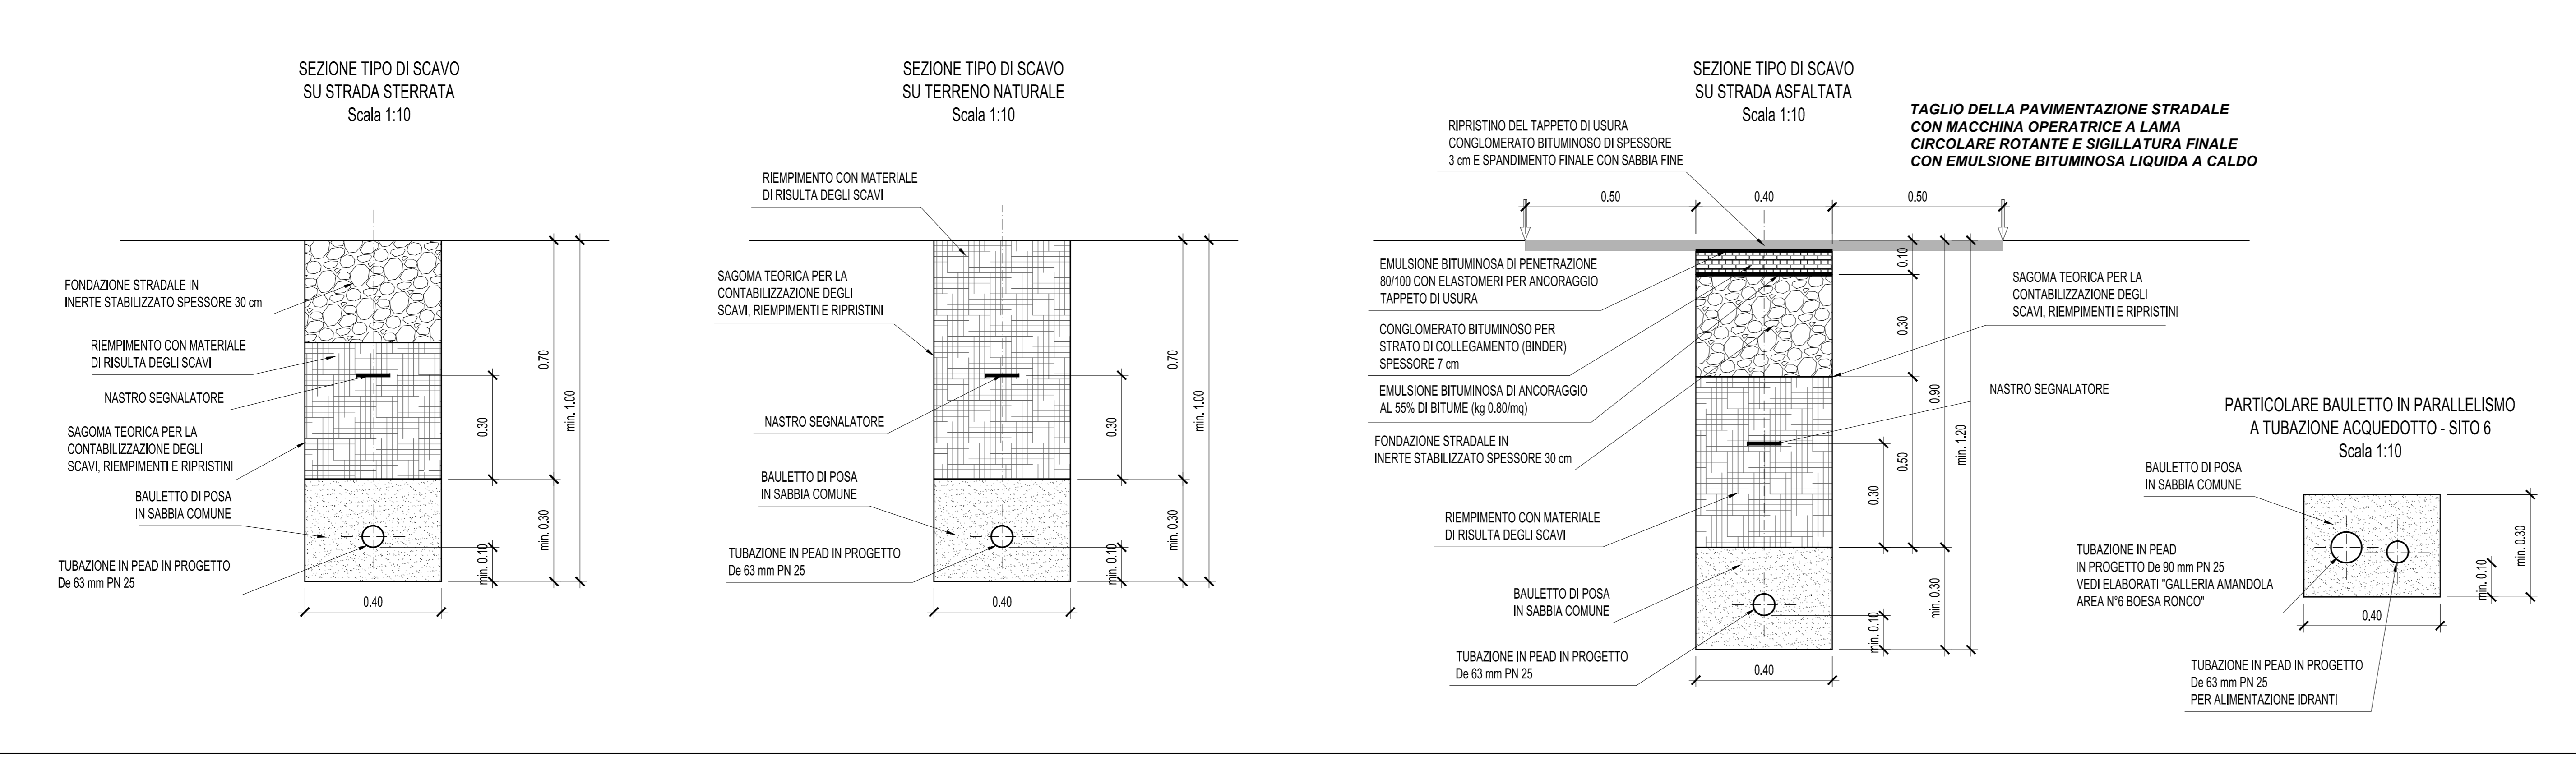 SEZIONE TIPO DI SCAVO
SU STRADA STERRATA
Scala 1:10
FONDAZIONE STRADALE IN
INERTE STABILIZZATO SPESSORE 30 cm
RIEMPIMENTO CON MATERIALE
DI RISULTA DEGLI SCAVI
NASTRO SEGNALATORE
SAGOMA TEORICA PER LA
CONTABILIZZAZIONE DEGLI
SCAVI, RIEMPIMENTI E RIPRISTINI
BAULETTO DI POSA
IN SABBIA COMUNE
TUBAZIONE IN PEAD IN PROGETTO
De 63 mm PN 25
0.40
0.30
min. 0.10
0.70
min. 0.30
min. 1.00
SEZIONE TIPO DI SCAVO
SU TERRENO NATURALE
Scala 1:10
RIEMPIMENTO CON MATERIALE
DI RISULTA DEGLI SCAVI
SAGOMA TEORICA PER LA
CONTABILIZZAZIONE DEGLI
SCAVI, RIEMPIMENTI E RIPRISTINI
NASTRO SEGNALATORE
BAULETTO DI POSA
IN SABBIA COMUNE
TUBAZIONE IN PEAD IN PROGETTO
De 63 mm PN 25
0.40
0.30
min. 0.10
0.70
min. 0.30
min. 1.00
SEZIONE TIPO DI SCAVO
SU STRADA ASFALTATA
Scala 1:10
TAGLIO DELLA PAVIMENTAZIONE STRADALE
CON MACCHINA OPERATRICE A LAMA
CIRCOLARE ROTANTE E SIGILLATURA FINALE
CON EMULSIONE BITUMINOSA LIQUIDA A CALDO
RIPRISTINO DEL TAPPETO DI USURA
CONGLOMERATO BITUMINOSO DI SPESSORE
3 cm E SPANDIMENTO FINALE CON SABBIA FINE
0.50
0.40
0.50
EMULSIONE BITUMINOSA DI PENETRAZIONE
80/100 CON ELASTOMERI PER ANCORAGGIO
TAPPETO DI USURA
CONGLOMERATO BITUMINOSO PER
STRATO DI COLLEGAMENTO (BINDER)
SPESSORE 7 cm
EMULSIONE BITUMINOSA DI ANCORAGGIO
AL 55% DI BITUME (kg 0.80/mq)
FONDAZIONE STRADALE IN
INERTE STABILIZZATO SPESSORE 30 cm
RIEMPIMENTO CON MATERIALE
DI RISULTA DEGLI SCAVI
BAULETTO DI POSA
IN SABBIA COMUNE
TUBAZIONE IN PEAD IN PROGETTO
De 63 mm PN 25
SAGOMA TEORICA PER LA
CONTABILIZZAZIONE DEGLI
SCAVI, RIEMPIMENTI E RIPRISTINI
NASTRO SEGNALATORE
0.40
0.30
min. 0.10
0.10
0.30
0.50
0.90
min. 0.30
min. 1.20
PARTICOLARE BAULETTO IN PARALLELISMO
A TUBAZIONE ACQUEDOTTO - SITO 6
Scala 1:10
BAULETTO DI POSA
IN SABBIA COMUNE
TUBAZIONE IN PEAD
IN PROGETTO De 90 mm PN 25
VEDI ELABORATI "GALLERIA AMANDOLA
AREA N°6 BOESA RONCO"
0.40
min. 0.10
min. 0.30
TUBAZIONE IN PEAD IN PROGETTO
De 63 mm PN 25
PER ALIMENTAZIONE IDRANTI